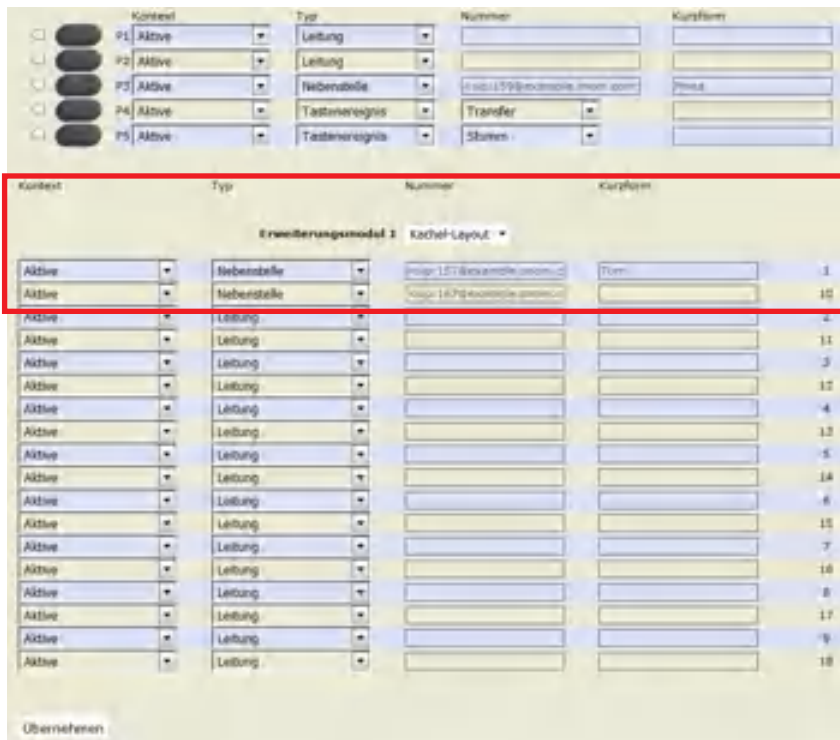 Kontext Typ Nummer Kurzform
P1 Aktive Leitung
P2 Aktive Leitung
P3 Aktive Nebenstelle
P4 Aktive Tastenereignis Transfer
P5 Aktive Tastenereignis Stumm
Kontext Typ Nummer Kurzform
Erweiterungsmodul 1 Kachel-Layout
Aktive Nebenstelle Tom 1
Aktive Nebenstelle 10
Aktive Leitung 2
Aktive Leitung 11
Aktive Leitung 3
Aktive Leitung 12
Aktive Leitung 4
Aktive Leitung 13
Aktive Leitung 5
Aktive Leitung 14
Aktive Leitung 6
Aktive Leitung 15
Aktive Leitung 7
Aktive Leitung 16
Aktive Leitung 8
Aktive Leitung 17
Aktive Leitung 9
Aktive Leitung 18
Übernehmen